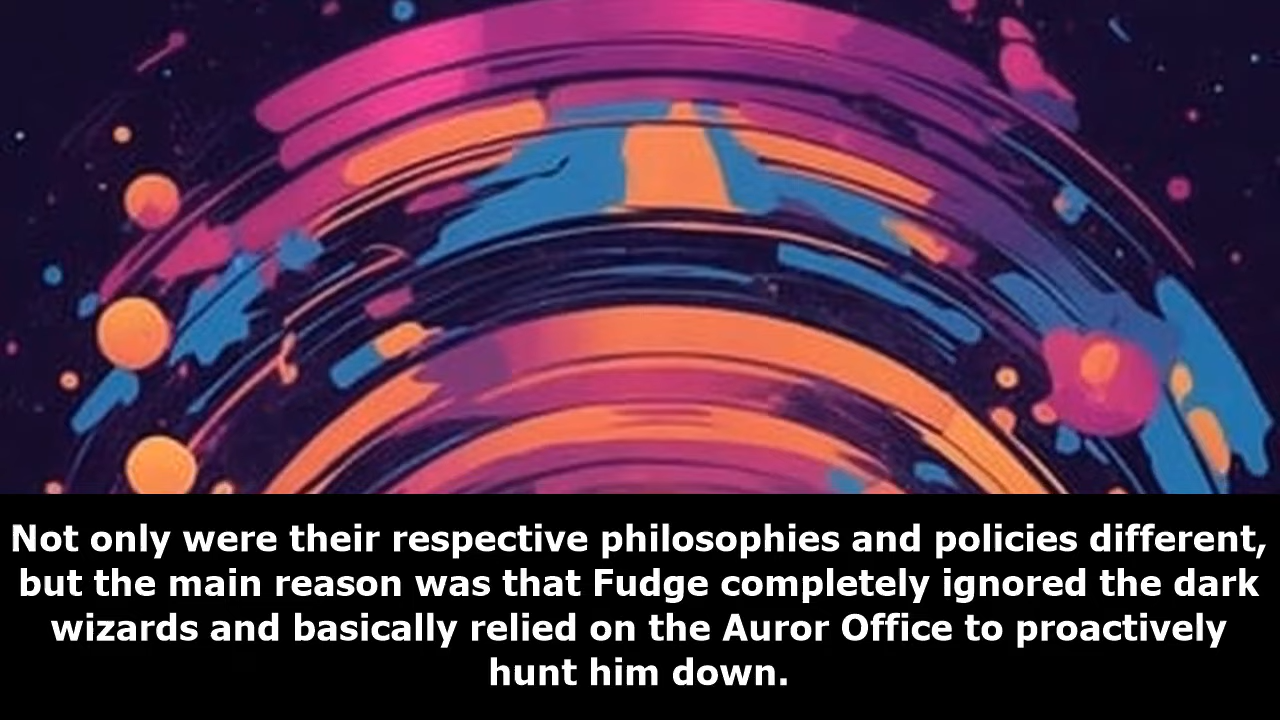 Not only were their respective philosophies and policies different,
but the main reason was that Fudge completely ignored the dark
wizards and basically relied on the Auror Office to proactively
hunt him down.